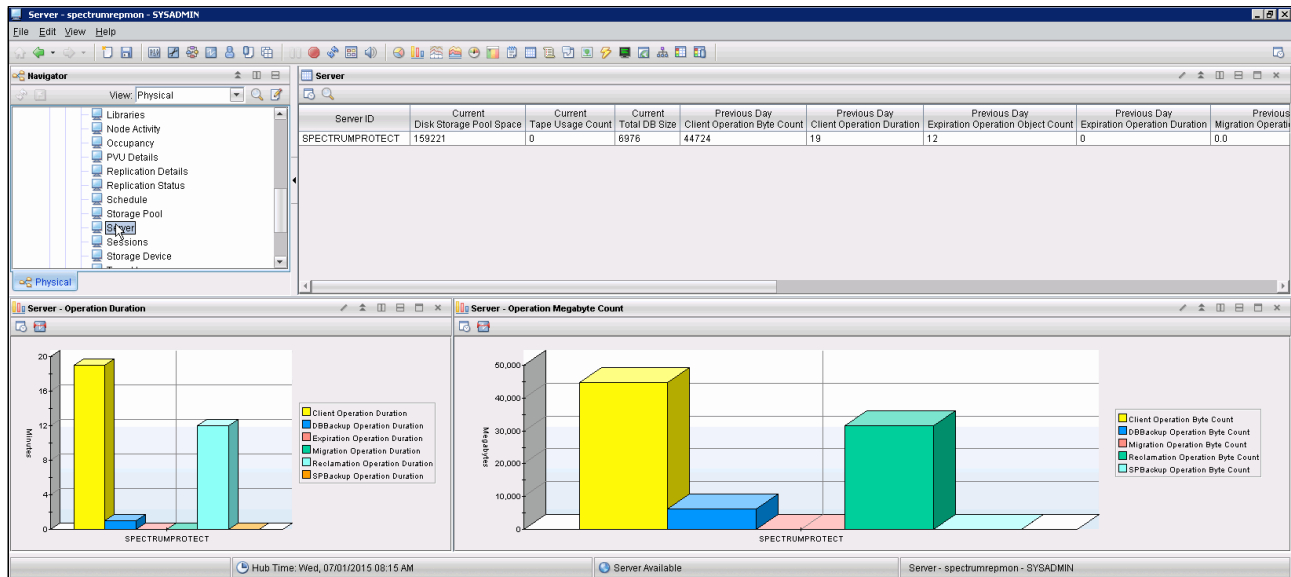 Server - spectrumrepmon - SYSADMIN
File Edit View Help
Navigator
View: Physical
Libraries
Node Activity
Occupancy
PVU Details
Replication Details
Replication Status
Schedule
Storage Pool
Server
Sessions
Storage Device
Physical
Server
Server ID
Current Disk Storage Pool Space
Current Tape Usage Count
Current Total DB Size
Previous Day Client Operation Byte Count
Previous Day Client Operation Duration
Previous Day Expiration Operation Object Count
Previous Day Expiration Operation Duration
Previous Migration Operati
SPECTRUMPROTECT 159221 0 6976 44724 19 12 0 0.0
Server - Operation Duration
20
16
12
8
4
0
Minutes
SPECTRUMPROTECT
Client Operation Duration
DBBackup Operation Duration
Expiration Operation Duration
Migration Operation Duration
Reclamation Operation Duration
SPBackup Operation Duration
Server - Operation Megabyte Count
50,000
40,000
30,000
20,000
10,000
0
Megabytes
SPECTRUMPROTECT
Client Operation Byte Count
DBBackup Operation Byte Count
Migration Operation Byte Count
Reclamation Operation Byte Count
SPBackup Operation Byte Count
Hub Time: Wed, 07/01/2015 08:15 AM
Server Available
Server - spectrumrepmon - SYSADMIN